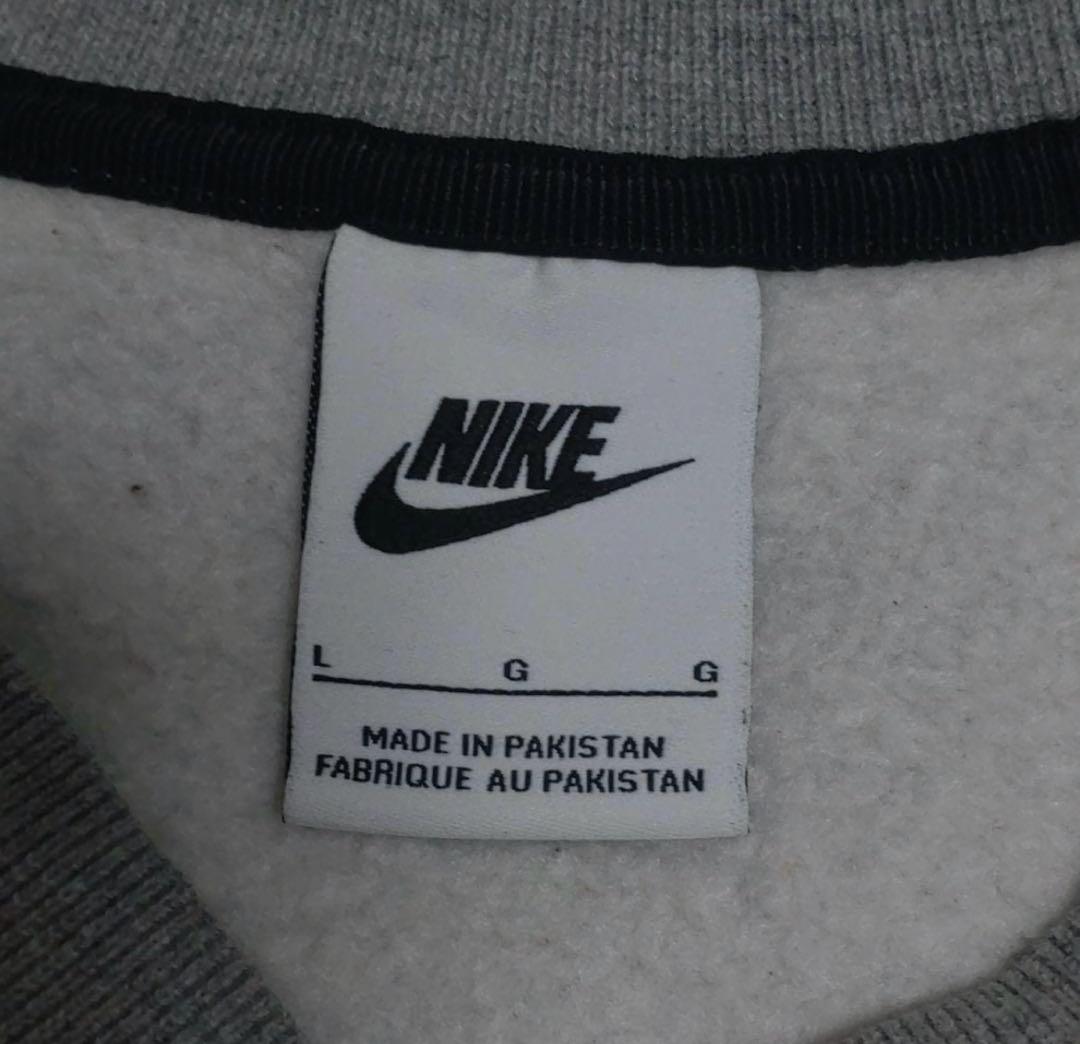 NIKE
L G G
MADE IN PAKISTAN
FABRIQUE AU PAKISTAN